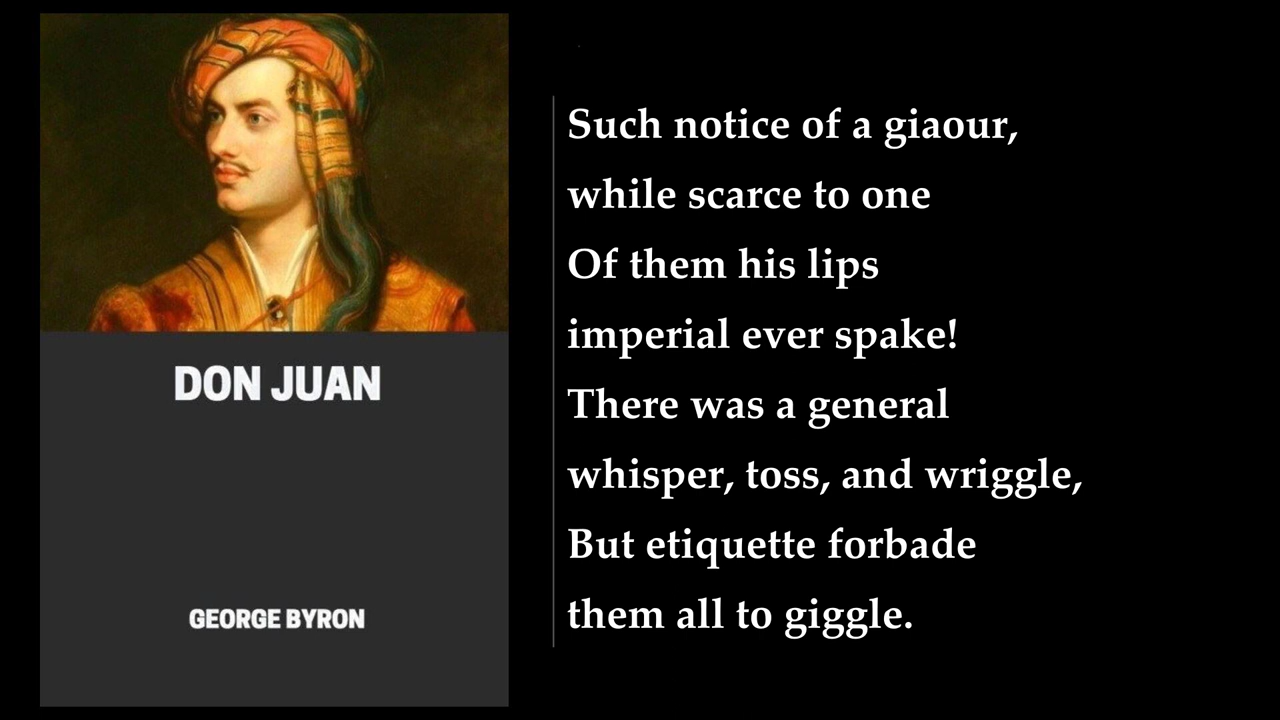 DON JUAN
GEORGE BYRON
Such notice of a giaour,
while scarce to one
Of them his lips
imperial ever spake!
There was a general
whisper, toss, and wriggle,
But etiquette forbade
them all to giggle.